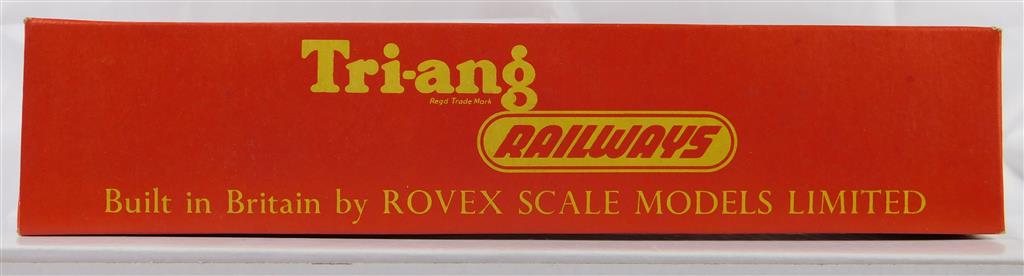 Tri-ang
Regd Trade Mark
RAILWAYS
Built in Britain by ROVEX SCALE MODELS LIMITED